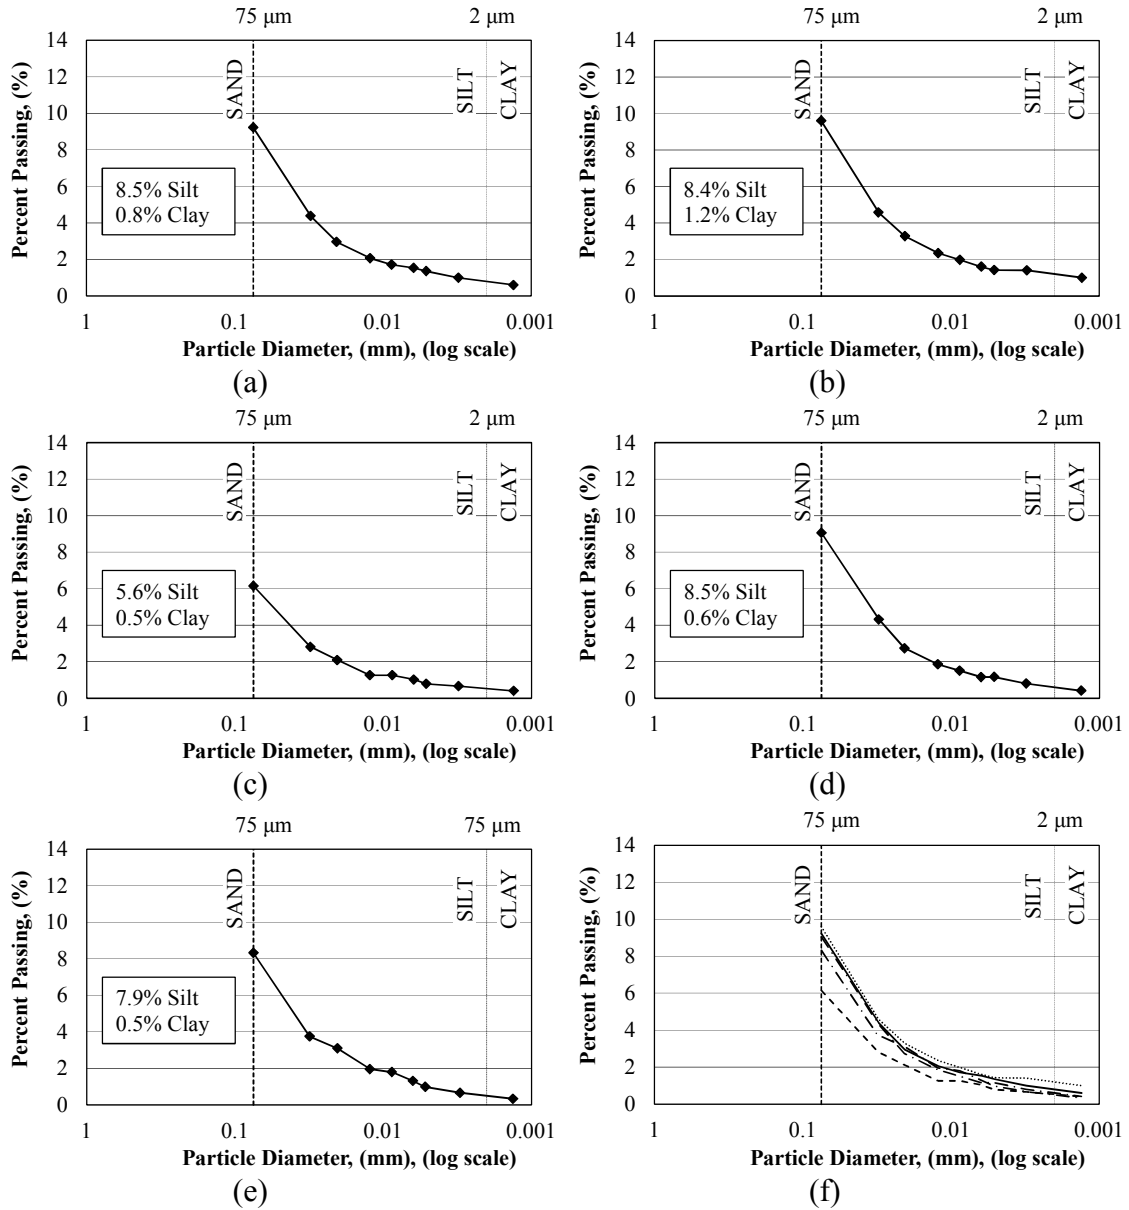 75 μm 2 μm
14
12
10
8
6
4
2
0
Percent Passing, (%)
SAND
SILT
CLAY
8.5% Silt
0.8% Clay
1 0.1 0.01 0.001
Particle Diameter, (mm), (log scale)
(a)
75 μm 2 μm
14
12
10
8
6
4
2
0
Percent Passing, (%)
SAND
SILT
CLAY
8.4% Silt
1.2% Clay
1 0.1 0.01 0.001
Particle Diameter, (mm), (log scale)
(b)
75 μm 2 μm
14
12
10
8
6
4
2
0
Percent Passing, (%)
SAND
SILT
CLAY
5.6% Silt
0.5% Clay
1 0.1 0.01 0.001
Particle Diameter, (mm), (log scale)
(c)
75 μm 2 μm
14
12
10
8
6
4
2
0
Percent Passing, (%)
SAND
SILT
CLAY
8.5% Silt
0.6% Clay
1 0.1 0.01 0.001
Particle Diameter, (mm), (log scale)
(d)
75 μm 75 μm
14
12
10
8
6
4
2
0
Percent Passing, (%)
SAND
SILT
CLAY
7.9% Silt
0.5% Clay
1 0.1 0.01 0.001
Particle Diameter, (mm), (log scale)
(e)
75 μm 2 μm
14
12
10
8
6
4
2
0
Percent Passing, (%)
SAND
SILT
CLAY
1 0.1 0.01 0.001
Particle Diameter, (mm), (log scale)
(f)